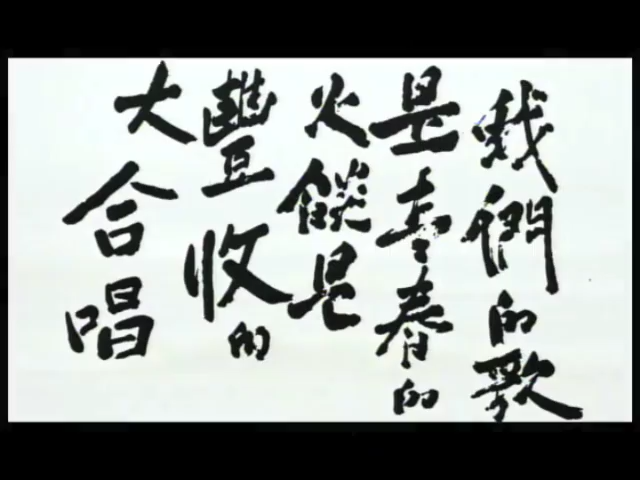 我們的歌
是青春的
火燄是
豐收的
大合唱